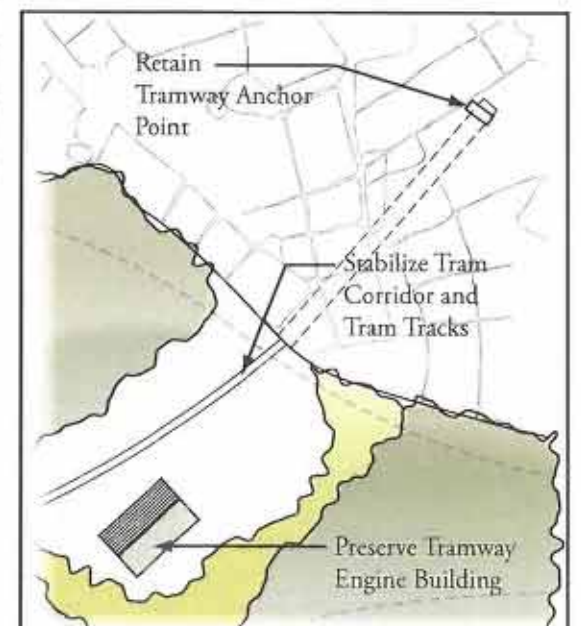 Retain
Tramway Anchor
Point
Stabilize Tram
Corridor and
Tram Tracks
Preserve Tramway
Engine Building